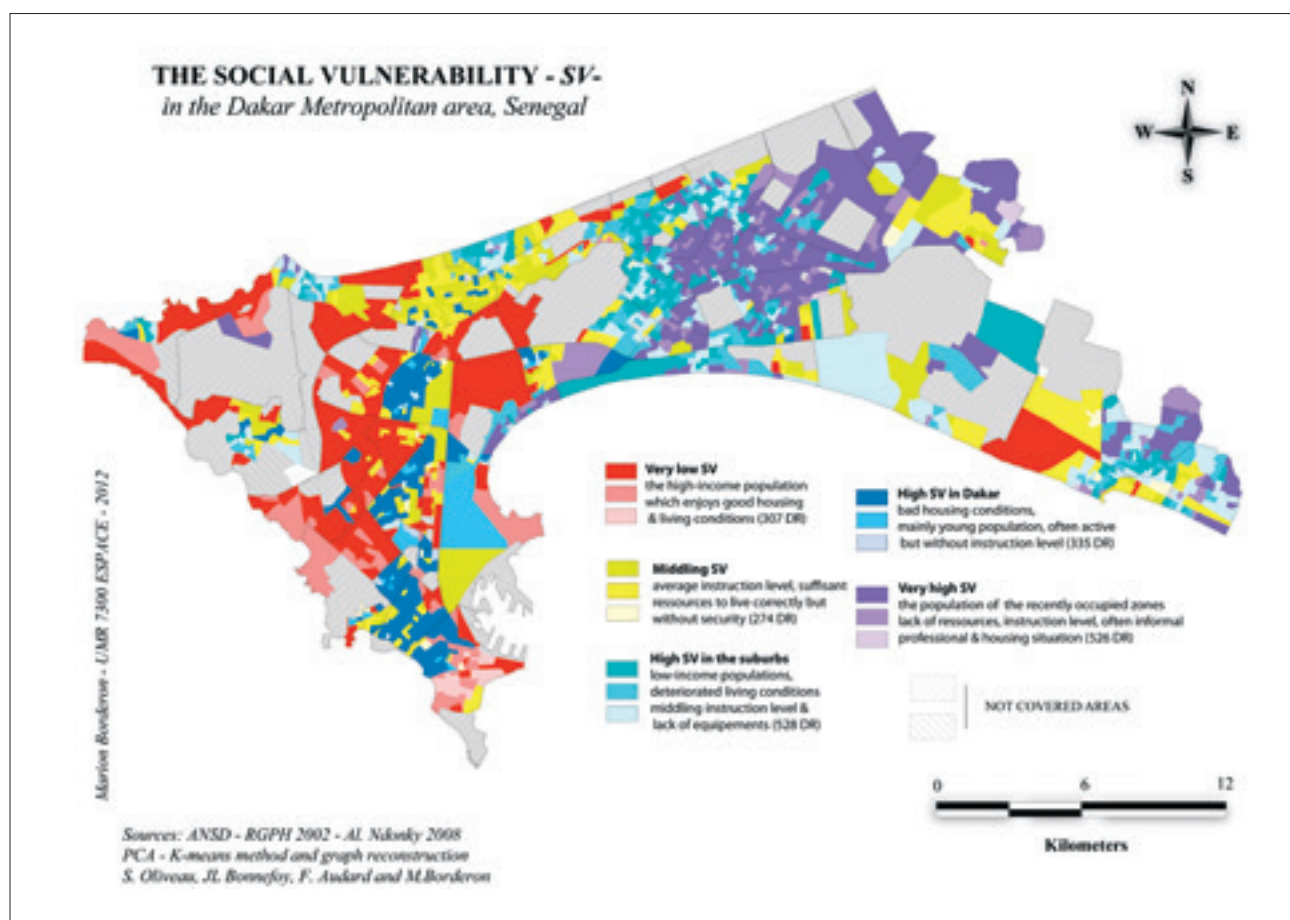 THE SOCIAL VULNERABILITY - SV-
in the Dakar Metropolitan area, Senegal
N
W
E
S
Marion Borderon - UMR 7300 ESPACE - 2012
Very low SV
the high-income population
which enjoys good housing
& living conditions (307 DR)
Middling SV
average instruction level, suffisant
ressources to live correctly but
without security (274 DR)
High SV in the suburbs
low-income populations,
deteriorated living conditions
middling instruction level &
lack of equipements (528 DR)
High SV in Dakar
bad housing conditions,
mainly young population, often active
but without instruction level (335 DR)
Very high SV
the population of the recently occupied zones
lack of resources, instruction level, often informal
professional & housing situation (526 DR)
NOT COVERED AREAS
0
6
12
Kilometers
Sources: ANSD - RGPH 2002 - Al. Ndonky 2008
PCA - K-means method and graph reconstruction
S. Oliveau, JL Bonnefoy, F. Audard and M.Borderon